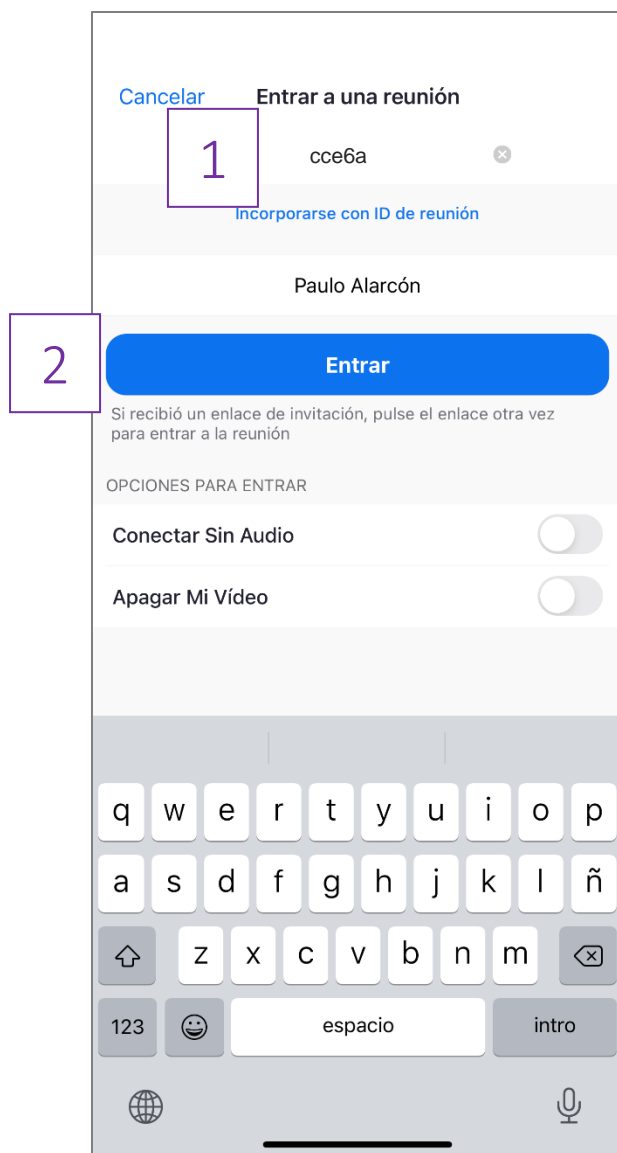 Cancelar Entrar a una reunión
1
cce6a
Incorporarse con ID de reunión
Paulo Alarcón
2
Entrar
Si recibió un enlace de invitación, pulse el enlace otra vez
para entrar a la reunión
OPCIONES PARA ENTRAR
Conectar Sin Audio
Apagar Mi Vídeo
q w e r t y u i o p
a s d f g h j k l ñ
z x c v b n m
123 espacio intro